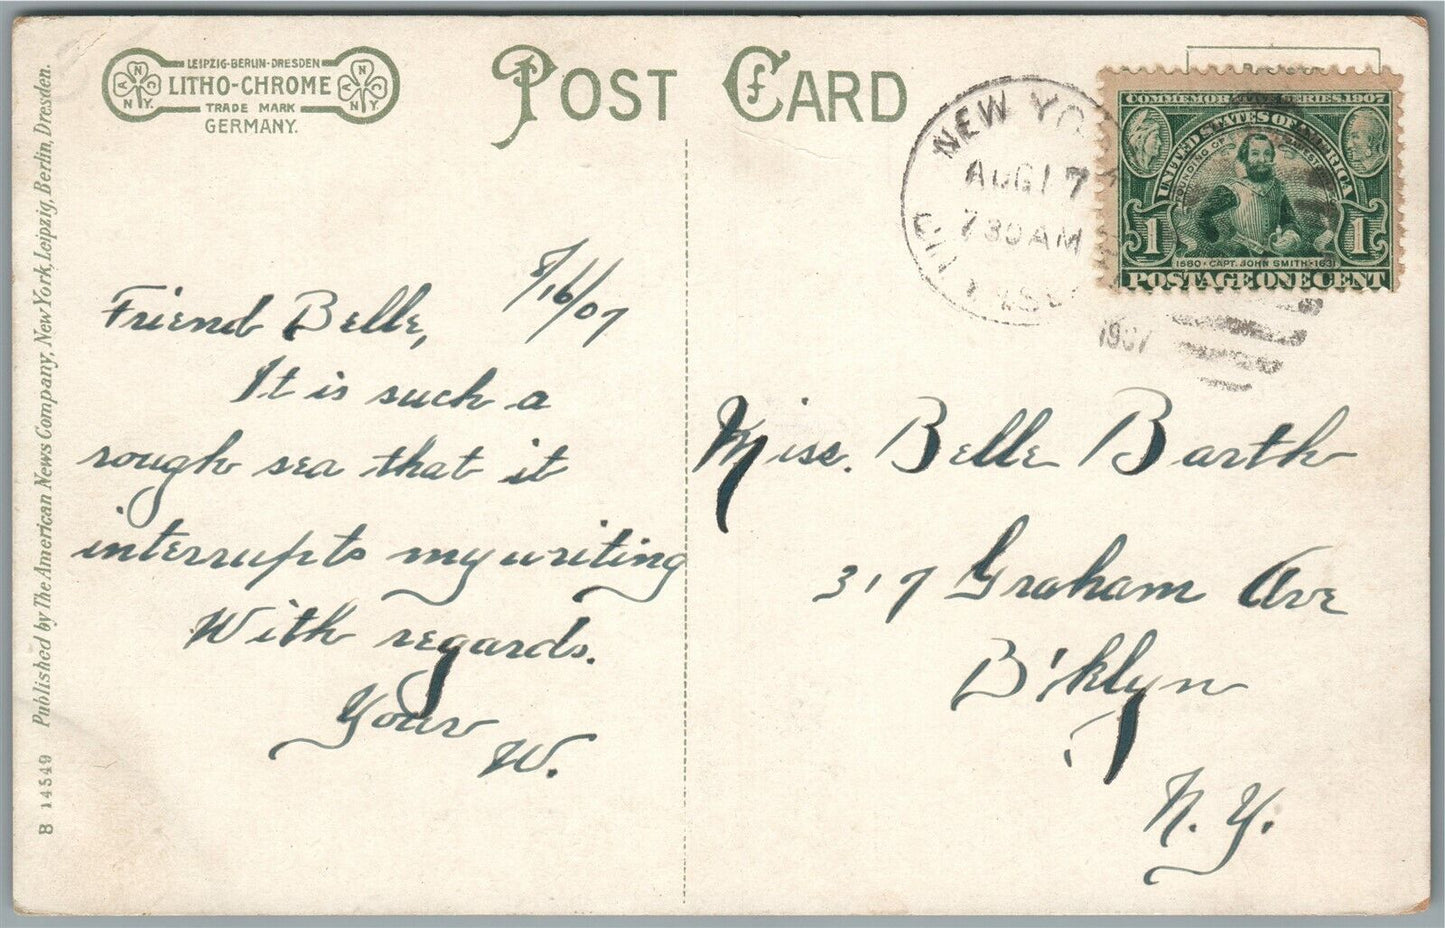 LEIPZIG-BERLIN-DRESDEN
LITHO-CHROME
TRADE MARK
GERMANY.
A N C N.Y.
A N C N.Y.
POST CARD
NEW YO
AUG 17
7 30 AM
1907
COMMEMORATIVE SERIES 1907
UNITED STATES OF AMERICA
FOUNDING OF JAMESTOWN
1 1
1580 · CAPT. JOHN SMITH · 1631
POSTAGE ONE CENT
8/16/07
Friend Belle,
It is such a
rough sea that it
interrupts my writing
With regards.
Your
W.
Miss. Belle Barth
317 Graham Ave
B'klyn
N. Y.
B 14549 Published by The American News Company, New York, Leipzig, Berlin, Dresden.